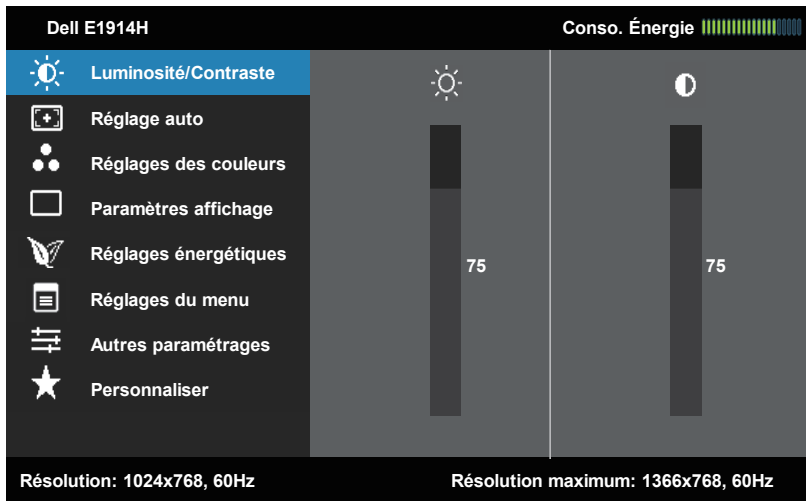 Dell E1914H
Conso. Énergie
Luminosité/Contraste
Réglage auto
Réglages des couleurs
Paramètres affichage
Réglages énergétiques
Réglages du menu
Autres paramétrages
Personnaliser
75
75
Résolution: 1024x768, 60Hz
Résolution maximum: 1366x768, 60Hz